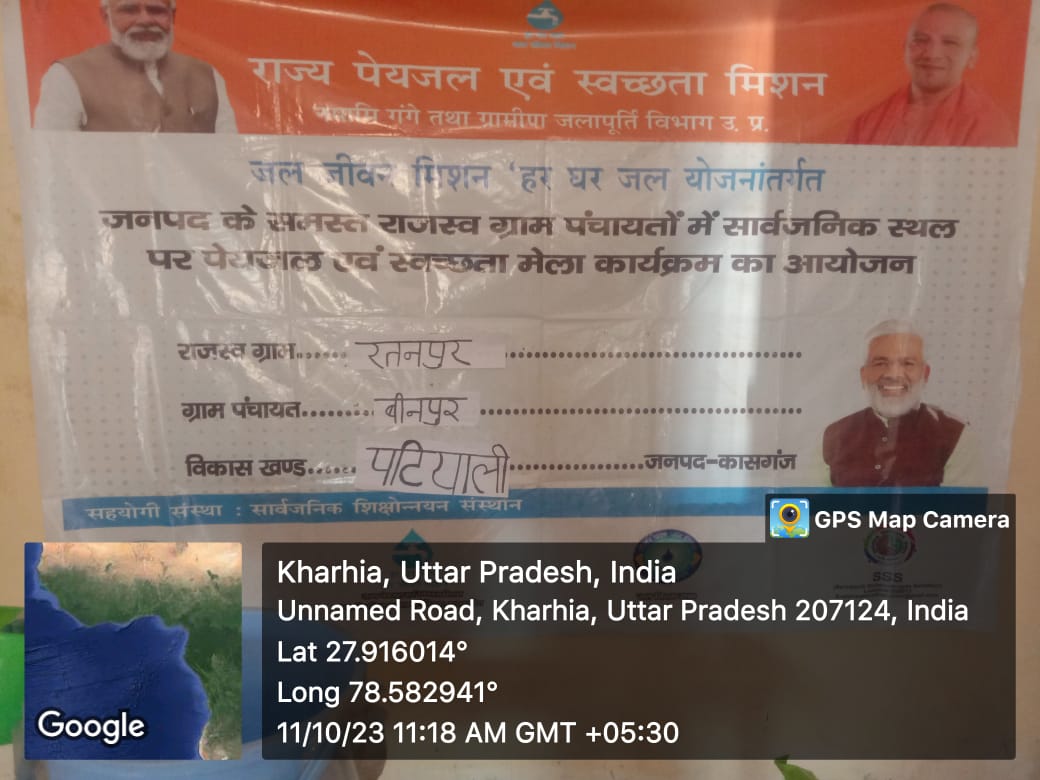 राज्य पेयजल एवं स्वच्छता मिशन
नमामि गंगे तथा ग्रामीण जलापूर्ति विभाग उ. प्र.
जल जीवन मिशन 'हर घर जल योजनांतर्गत
जनपद के समस्त राजस्व ग्राम पंचायतों में सार्वजनिक स्थल
पर पेयजल एवं स्वच्छता मेला कार्यक्रम का आयोजन
राजस्व ग्राम...... रतनपुर ..............................
ग्राम पंचायत......... बीनपुर ..............................
विकास खण्ड...... पटियाली ....................जनपद-कासगंज
सहयोगी संस्था : सार्वजनिक शिक्षोन्नयन संस्थान
SSS
GPS Map Camera
Kharhia, Uttar Pradesh, India
Unnamed Road, Kharhia, Uttar Pradesh 207124, India
Lat 27.916014°
Long 78.582941°
11/10/23 11:18 AM GMT +05:30
Google